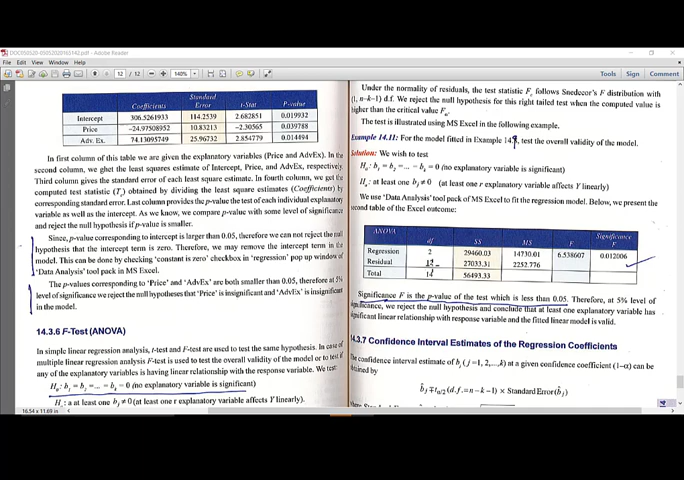 DOC050520-05052020163142.pdf - Adobe Reader
File Edit View Window Help
12 / 12
140%
Tools Sign Comment
Coefficients Standard Error t-Stat P-value
Intercept 306.5261933 114.2539 2.682851 0.019932
Price −24.97508952 10.83213 −2.30565 0.039788
Adv. Ex. 74.13095749 25.96732 2.854779 0.014494
In first column of this table we are given the explanatory variables (Price and AdvEx). In the
second column, we ghet the least squares estimates of Intercept, Price, and AdvEx, respectively.
Third column gives the standard error of each least square estimate. In fourth column, we get the
computed test statistic (T) obtained by dividing the least square estimates (Coefficients) by
corresponding standard error. Last column provides the p-value the test of each individual explanatory
variable as well as the intercept. As we know, we compare p-value with some level of significance
and reject the null hypothesis if p-value is smaller.
Since, p-value corresponding to intercept is larger than 0.05, therefore we can not reject the null
hypothesis that the intercept term is zero. Therefore, we may remove the intercept term in the
model. This can be done by checking 'constant is zero' checkbox in 'regression' pop up window of
'Data Analysis' tool pack in MS Excel.
The p-values corresponding to 'Price' and 'AdvEx' are both smaller than 0.05, therefore at 5%
level of significance we reject the null hypotheses that 'Price' is insignificant and 'AdvEx' is insignificant
in the model.
14.3.6 F-Test (ANOVA)
In simple linear regression analysis, t-test and F-test are used to test the same hypothesis. In case of
multiple linear regression analysis F-test is used to test the overall validity of the model or to test if
any of the explanatory variables is having linear relationship with the response variable. We test:
H₀: b₁ = b₂ = ... = bₖ = 0 (no explanatory variable is significant)
Hₐ: a at least one bⱼ ≠ 0 (at least one r explanatory variable affects Y linearly).
16.54 x 11.69 in
Under the normality of residuals, the test statistic F follows Snedecor's F distribution with
(1, n-k-1) d.f. We reject the null hypothesis for this right tailed test when the computed value is
higher than the critical value F
The test is illustrated using MS Excel in the following example.
Example 14.11: For the model fitted in Example 14.9, test the overall validity of the model.
Solution: We wish to test
H₀: b₁ = b₂ = ... = bₖ = 0 (no explanatory variable is significant)
Hₐ: at least one bⱼ ≠ 0 (at least one r explanatory variable affects Y linearly)
We use 'Data Analysis' tool pack of MS Excel to fit the regression model. Below, we present the
second table of the Excel outcome:
ANOVA
df SS MS F Significance F
Regression 2 29460.03 14730.01 6.538607 0.012006
Residual 12 27033.31 2252.776
Total 14 56493.33
Significance F is the p-value of the test which is less than 0.05. Therefore, at 5% level of
significance, we reject the null hypothesis and conclude that at least one explanatory variable has
significant linear relationship with response variable and the fitted linear model is valid.
14.3.7 Confidence Interval Estimates of the Regression Coefficients
The confidence interval estimate of bⱼ (j=1, 2,...,k) at a given confidence coefficient (1−α) can be
obtained by
b̂ⱼ ∓ t α/2 (d.f. = n − k − 1) × Standard Error(b̂ⱼ)